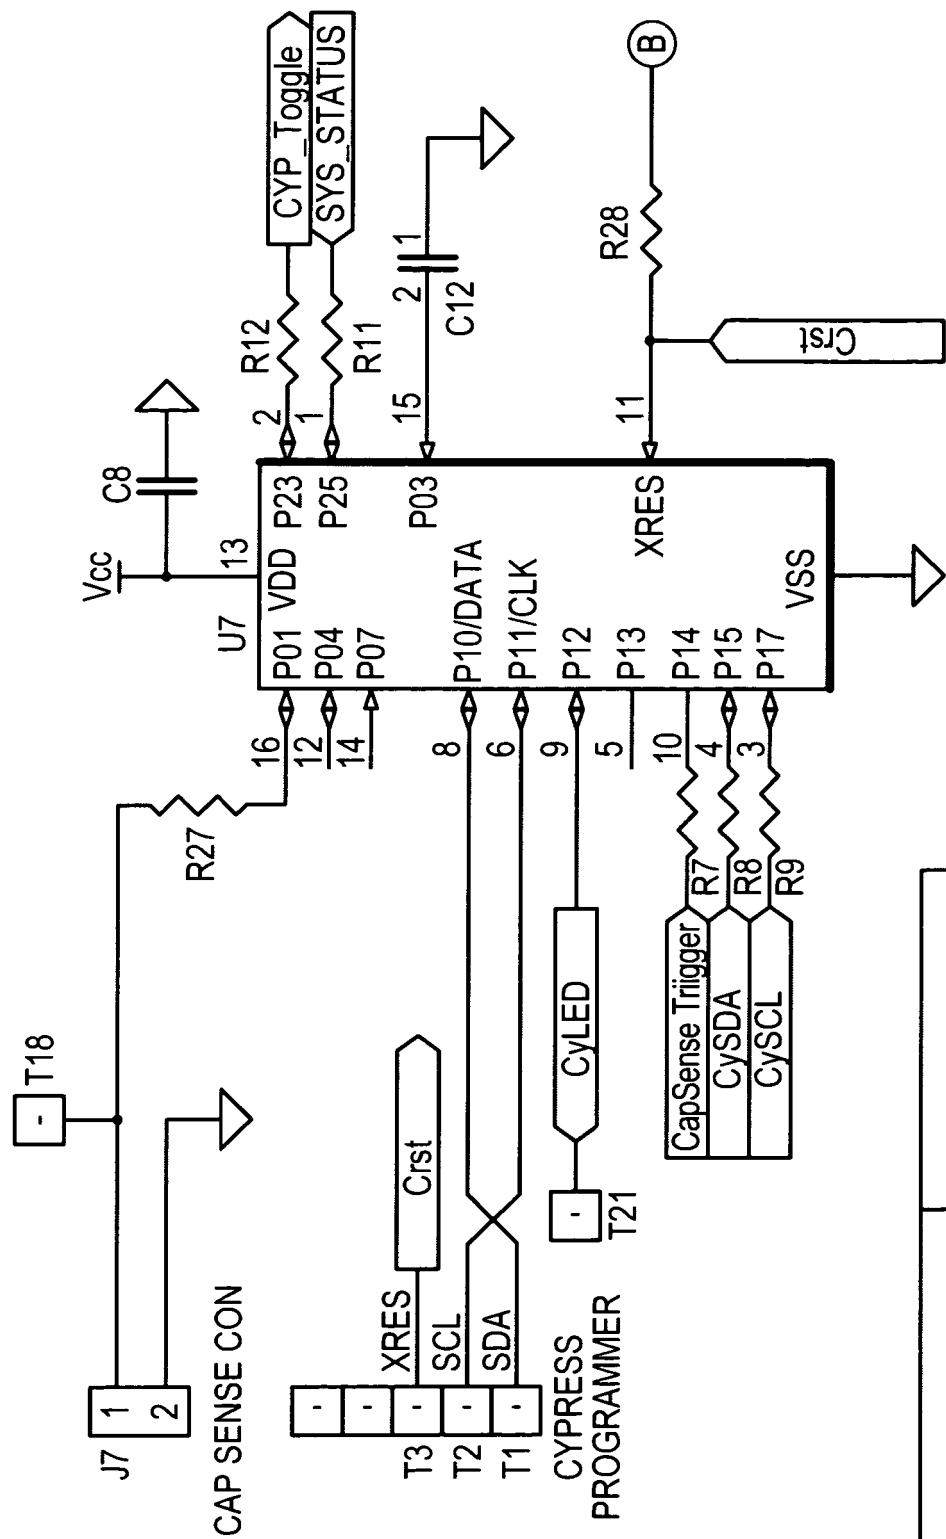 T18
-
J7
1
2
CAP SENSE CON
R27
Vcc
C8
U7
13
VDD
16
P01
12
P04
14
P07
8
P10/DATA
6
P11/CLK
9
P12
5
P13
10
P14
4
P15
3
P17
VSS
P23
2
R12
CYP_Toggle
P25
1
R11
SYS_STATUS
P03
15
2
1
C12
XRES
11
R28
B
Crst
-
-
-
-
-
T3
T2
T1
XRES
SCL
SDA
Crst
CYPRESS
PROGRAMMER
-
T21
CyLED
CapSense Triigger
R7
CySDA
R8
CySCL
R9